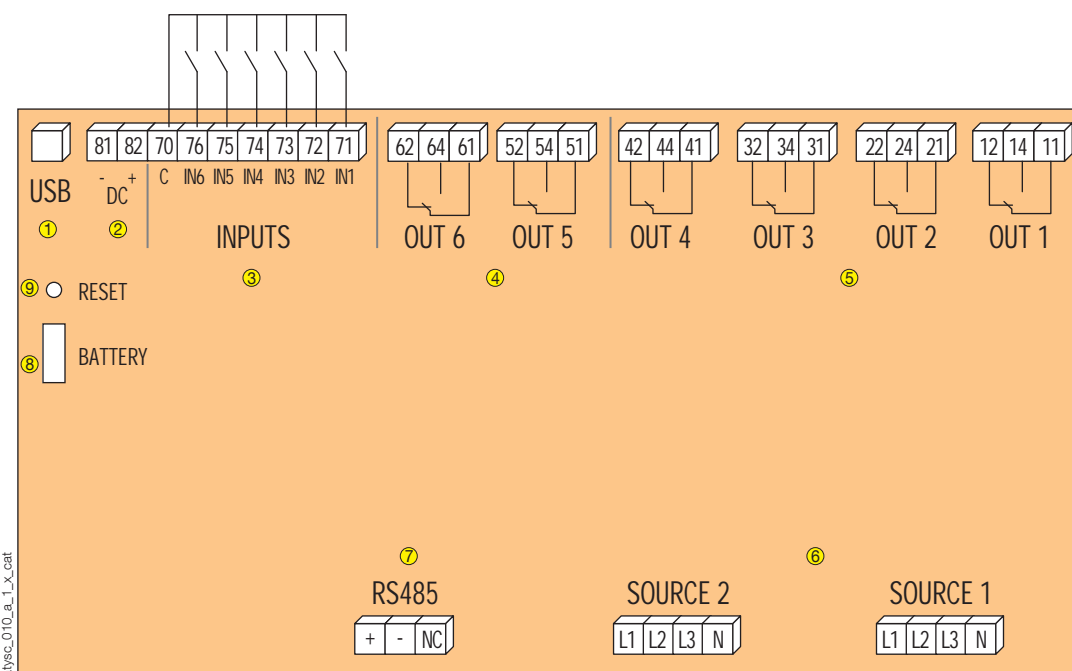 81 82 70 76 75 74 73 72 71 62 64 61 52 54 51 42 44 41 32 34 31 22 24 21 12 14 11
- + C IN6 IN5 IN4 IN3 IN2 IN1
USB DC
① ② INPUTS OUT 6 OUT 5 OUT 4 OUT 3 OUT 2 OUT 1
③ ④ ⑤
⑨ RESET
⑧ BATTERY
⑦ ⑥
RS485 SOURCE 2 SOURCE 1
+ - NC L1 L2 L3 N L1 L2 L3 N